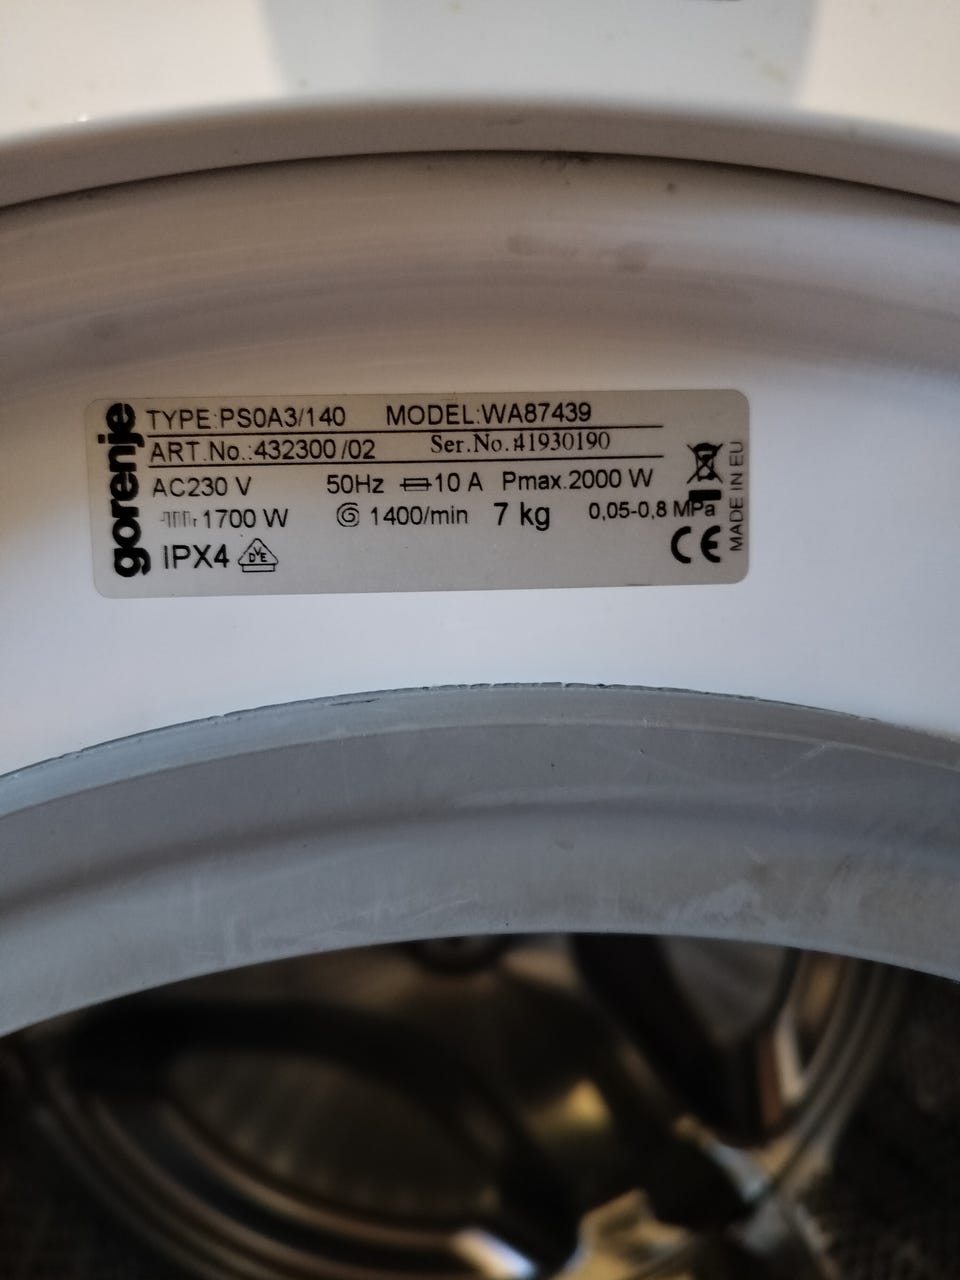 gorenje
TYPE:PS0A3/140 MODEL:WA87439
ART.No.:432300/02 Ser.No.:41930190
AC230 V 50Hz 10 A Pmax.2000 W
1700 W 1400/min 7 kg 0,05-0,8 MPa
IPX4 DVE CE
MADE IN EU